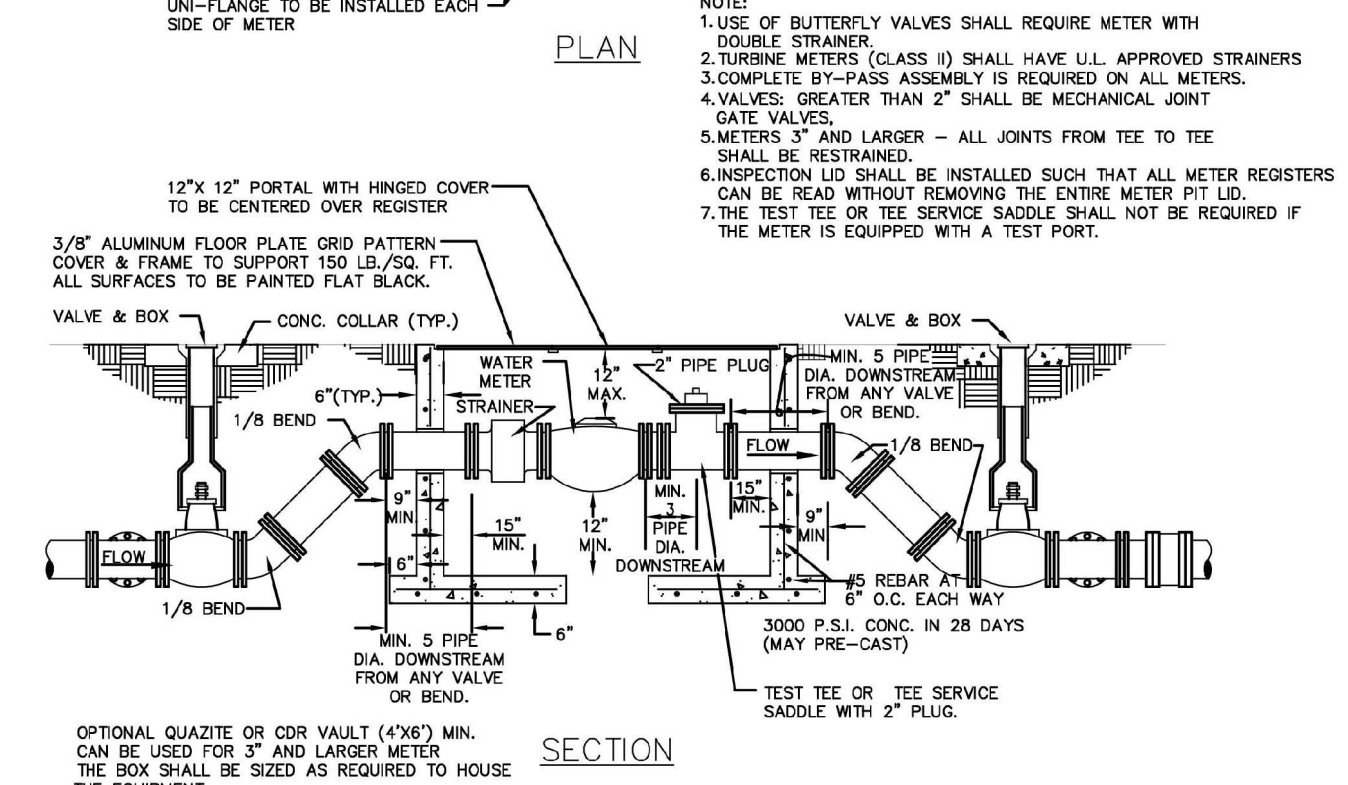 UNI-FLANGE TO BE INSTALLED EACH
SIDE OF METER
PLAN
NOTE:
1. USE OF BUTTERFLY VALVES SHALL REQUIRE METER WITH
DOUBLE STRAINER.
2. TURBINE METERS (CLASS II) SHALL HAVE U.L. APPROVED STRAINERS
3. COMPLETE BY-PASS ASSEMBLY IS REQUIRED ON ALL METERS.
4. VALVES: GREATER THAN 2" SHALL BE MECHANICAL JOINT
GATE VALVES,
5. METERS 3" AND LARGER - ALL JOINTS FROM TEE TO TEE
SHALL BE RESTRAINED.
6. INSPECTION LID SHALL BE INSTALLED SUCH THAT ALL METER REGISTERS
CAN BE READ WITHOUT REMOVING THE ENTIRE METER PIT LID.
7. THE TEST TEE OR TEE SERVICE SADDLE SHALL NOT BE REQUIRED IF
THE METER IS EQUIPPED WITH A TEST PORT.
12"X 12" PORTAL WITH HINGED COVER
TO BE CENTERED OVER REGISTER
3/8" ALUMINUM FLOOR PLATE GRID PATTERN
COVER & FRAME TO SUPPORT 150 LB./SQ. FT.
ALL SURFACES TO BE PAINTED FLAT BLACK.
VALVE & BOX
CONC. COLLAR (TYP.)
VALVE & BOX
WATER
METER
12"
MAX.
2" PIPE PLUG
MIN. 5 PIPE
DIA. DOWNSTREAM
FROM ANY VALVE
OR BEND.
6"(TYP.)
STRAINER
1/8 BEND
FLOW
1/8 BEND
9"
MIN.
15"
MIN.
12"
MIN.
MIN.
3
PIPE
DIA.
DOWNSTREAM
15"
MIN.
9"
MIN
FLOW
6"
1/8 BEND
6"
#5 REBAR AT
6" O.C. EACH WAY
3000 P.S.I. CONC. IN 28 DAYS
(MAY PRE-CAST)
MIN. 5 PIPE
DIA. DOWNSTREAM
FROM ANY VALVE
OR BEND.
TEST TEE OR TEE SERVICE
SADDLE WITH 2" PLUG.
OPTIONAL QUAZITE OR CDR VAULT (4'X6') MIN.
CAN BE USED FOR 3" AND LARGER METER
THE BOX SHALL BE SIZED AS REQUIRED TO HOUSE
THE EQUIPMENT
SECTION